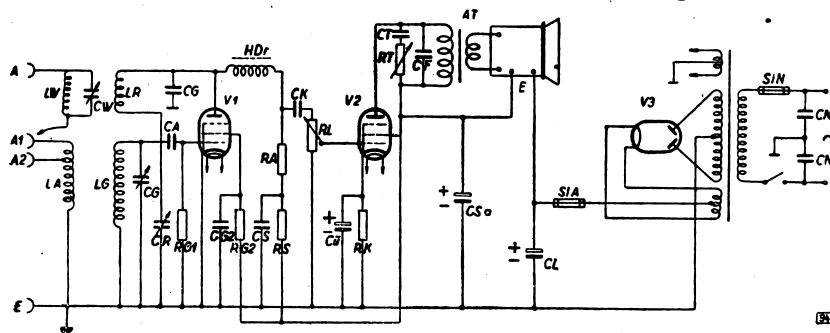 A
LW
CW
LR
CG
HDr
V1
CK
RL
V2
CT
RT
CF
AT
E
V3
SIN
CN
CN
A1
A2
LA
LG
CG
CA
CR
RG1
CG2
RG2
RA
CS
RS
+
-
Cu
RK
+
-
CSa
+
-
CL
SIA
E